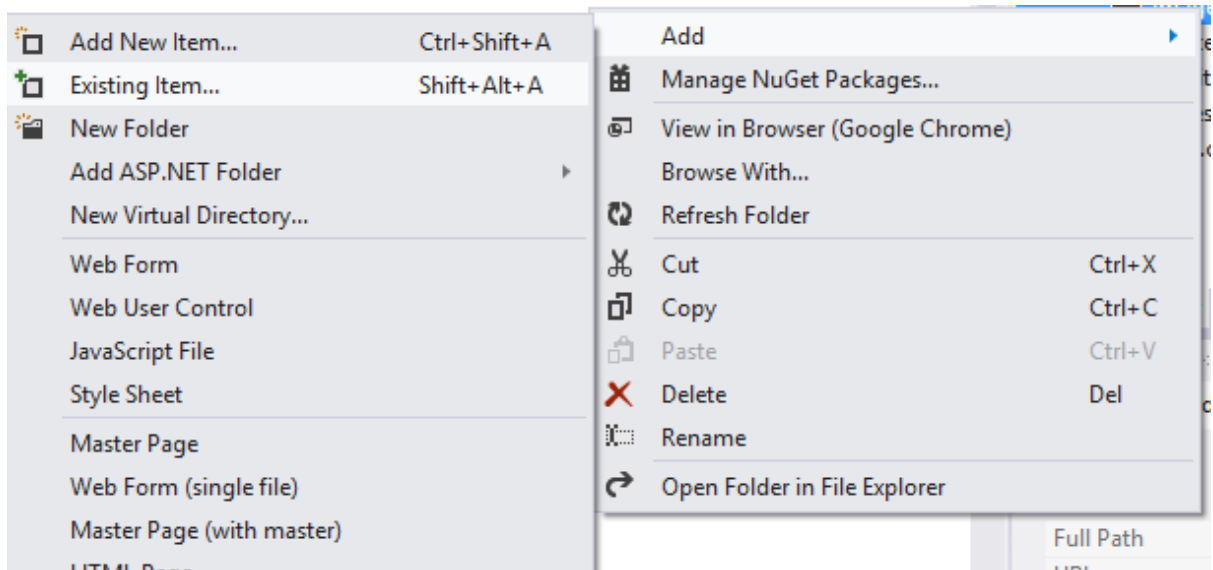 Add New Item... Ctrl+Shift+A
Existing Item... Shift+Alt+A
New Folder
Add ASP.NET Folder
New Virtual Directory...
Web Form
Web User Control
JavaScript File
Style Sheet
Master Page
Web Form (single file)
Master Page (with master)
HTML Page
Add
Manage NuGet Packages...
View in Browser (Google Chrome)
Browse With...
Refresh Folder
Cut Ctrl+X
Copy Ctrl+C
Paste Ctrl+V
Delete Del
Rename
Open Folder in File Explorer
Full Path